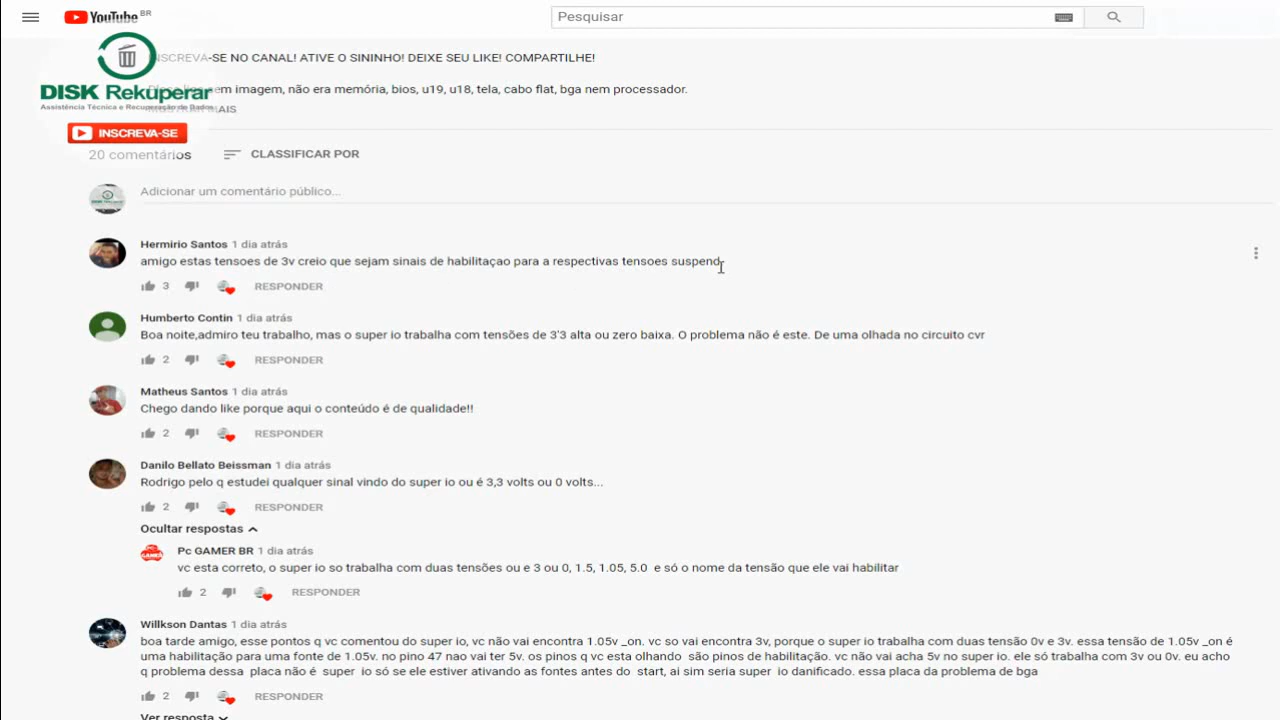 YouTube BR
Pesquisar
INSCREVA-SE NO CANAL! ATIVE O SININHO! DEIXE SEU LIKE! COMPARTILHE!
DISK Rekuperar
Assistência Técnica e Recuperação de Dados
em imagem, não era memória, bios, u19, u18, tela, cabo flat, bga nem processador.
MOSTRAR MAIS
INSCREVA-SE
20 comentários
CLASSIFICAR POR
Adicionar um comentário público...
Hermirio Santos 1 dia atrás
amigo estas tensoes de 3v creio que sejam sinais de habilitaçao para a respectivas tensoes suspend.
3 RESPONDER
Humberto Contin 1 dia atrás
Boa noite,admiro teu trabalho, mas o super io trabalha com tensões de 3'3 alta ou zero baixa. O problema não é este. De uma olhada no circuito cvr
2 RESPONDER
Matheus Santos 1 dia atrás
Chego dando like porque aqui o conteúdo é de qualidade!!
2 RESPONDER
Danilo Bellato Beissman 1 dia atrás
Rodrigo pelo q estudei qualquer sinal vindo do super io ou é 3,3 volts ou 0 volts...
2 RESPONDER
Ocultar respostas
Pc GAMER BR 1 dia atrás
vc esta correto, o super io so trabalha com duas tensões ou e 3 ou 0, 1.5, 1.05, 5.0 e só o nome da tensão que ele vai habilitar
2 RESPONDER
Willkson Dantas 1 dia atrás
boa tarde amigo, esse pontos q vc comentou do super io, vc não vai encontra 1.05v _on. vc so vai encontra 3v, porque o super io trabalha com duas tensão 0v e 3v. essa tensão de 1.05v _on é
uma habilitação para uma fonte de 1.05v. no pino 47 nao vai ter 5v. os pinos q vc esta olhando são pinos de habilitação. vc não vai acha 5v no super io. ele só trabalha com 3v ou 0v. eu acho
q problema dessa placa não é super io só se ele estiver ativando as fontes antes do start, ai sim seria super io danificado. essa placa da problema de bga
2 RESPONDER
Ver resposta